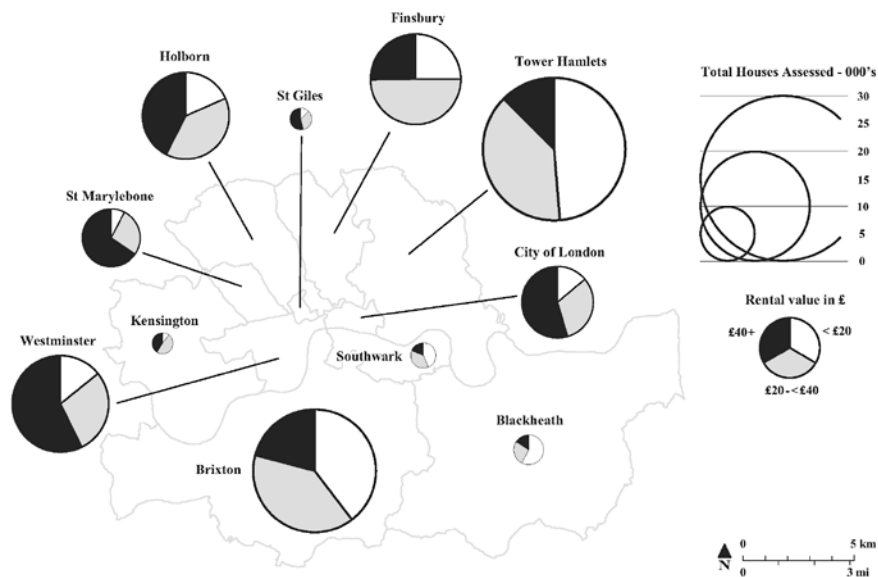 Finsbury
Holborn
Tower Hamlets
St Giles
Total Houses Assessed - 000's
30
25
20
15
10
5
0
St Marylebone
City of London
Kensington
Westminster
Southwark
Rental value in £
£40+
< £20
£20 - < £40
Blackheath
Brixton
N
0
5 km
0
3 mi